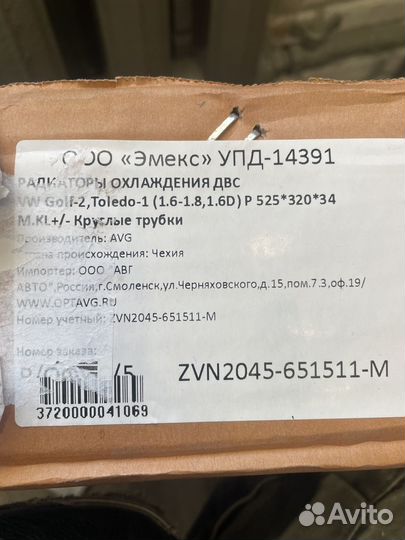 ООО «Эмекс» УПД-14391
РАДИАТОРЫ ОХЛАЖДЕНИЯ ДВС
VW Golf-2,Toledo-1 (1.6-1.8,1.6D) P 525*320*34
M.KL+/- Круглые трубки
Производитель: AVG
происхождения: Чехия
Импортер: ООО АВГ
АВТО",Россия,г.Смоленск,ул.Черняховского,д.15,пом.7.3,оф.19/
WWW.OPTAVG.RU
Номер учетный: ZVN2045-651511-M
Номер заказа:
/5
ZVN2045-651511-M
3720000041069
Avito